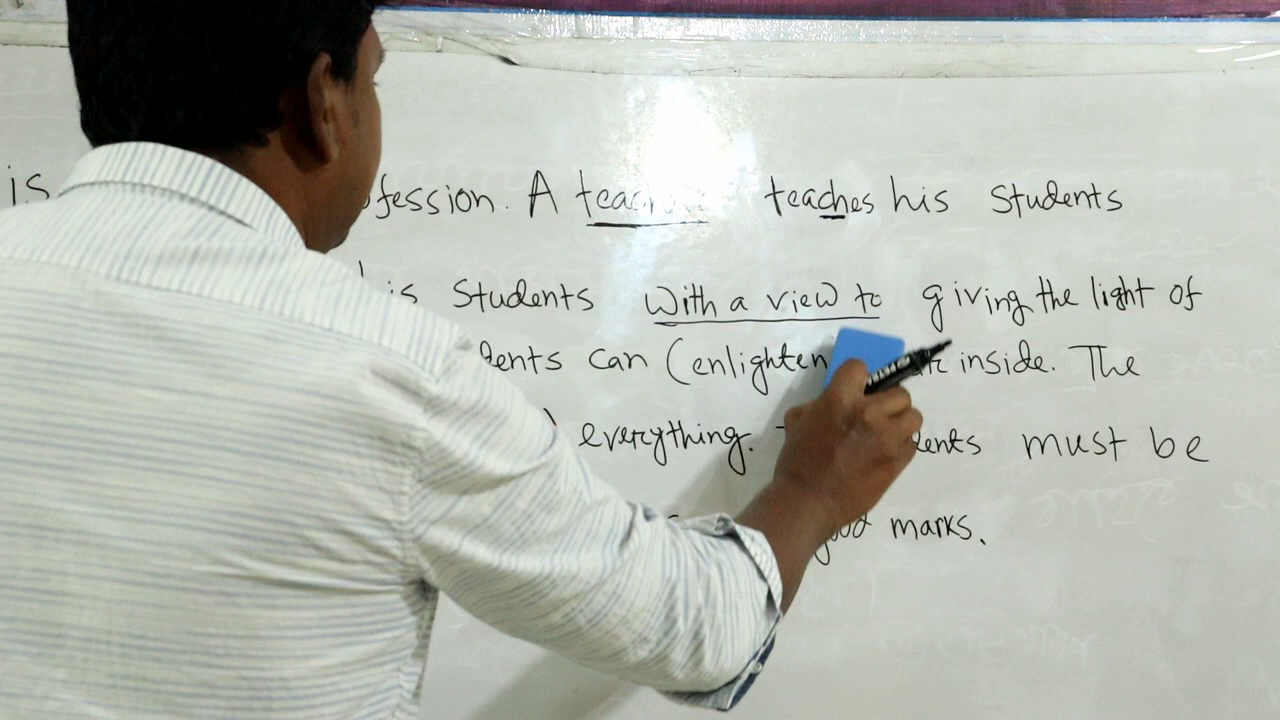 is fession. A teacher teaches his students
is students with a view to giving the light of
dents can (enlighten inside. The
) everything. dents must be
good marks.